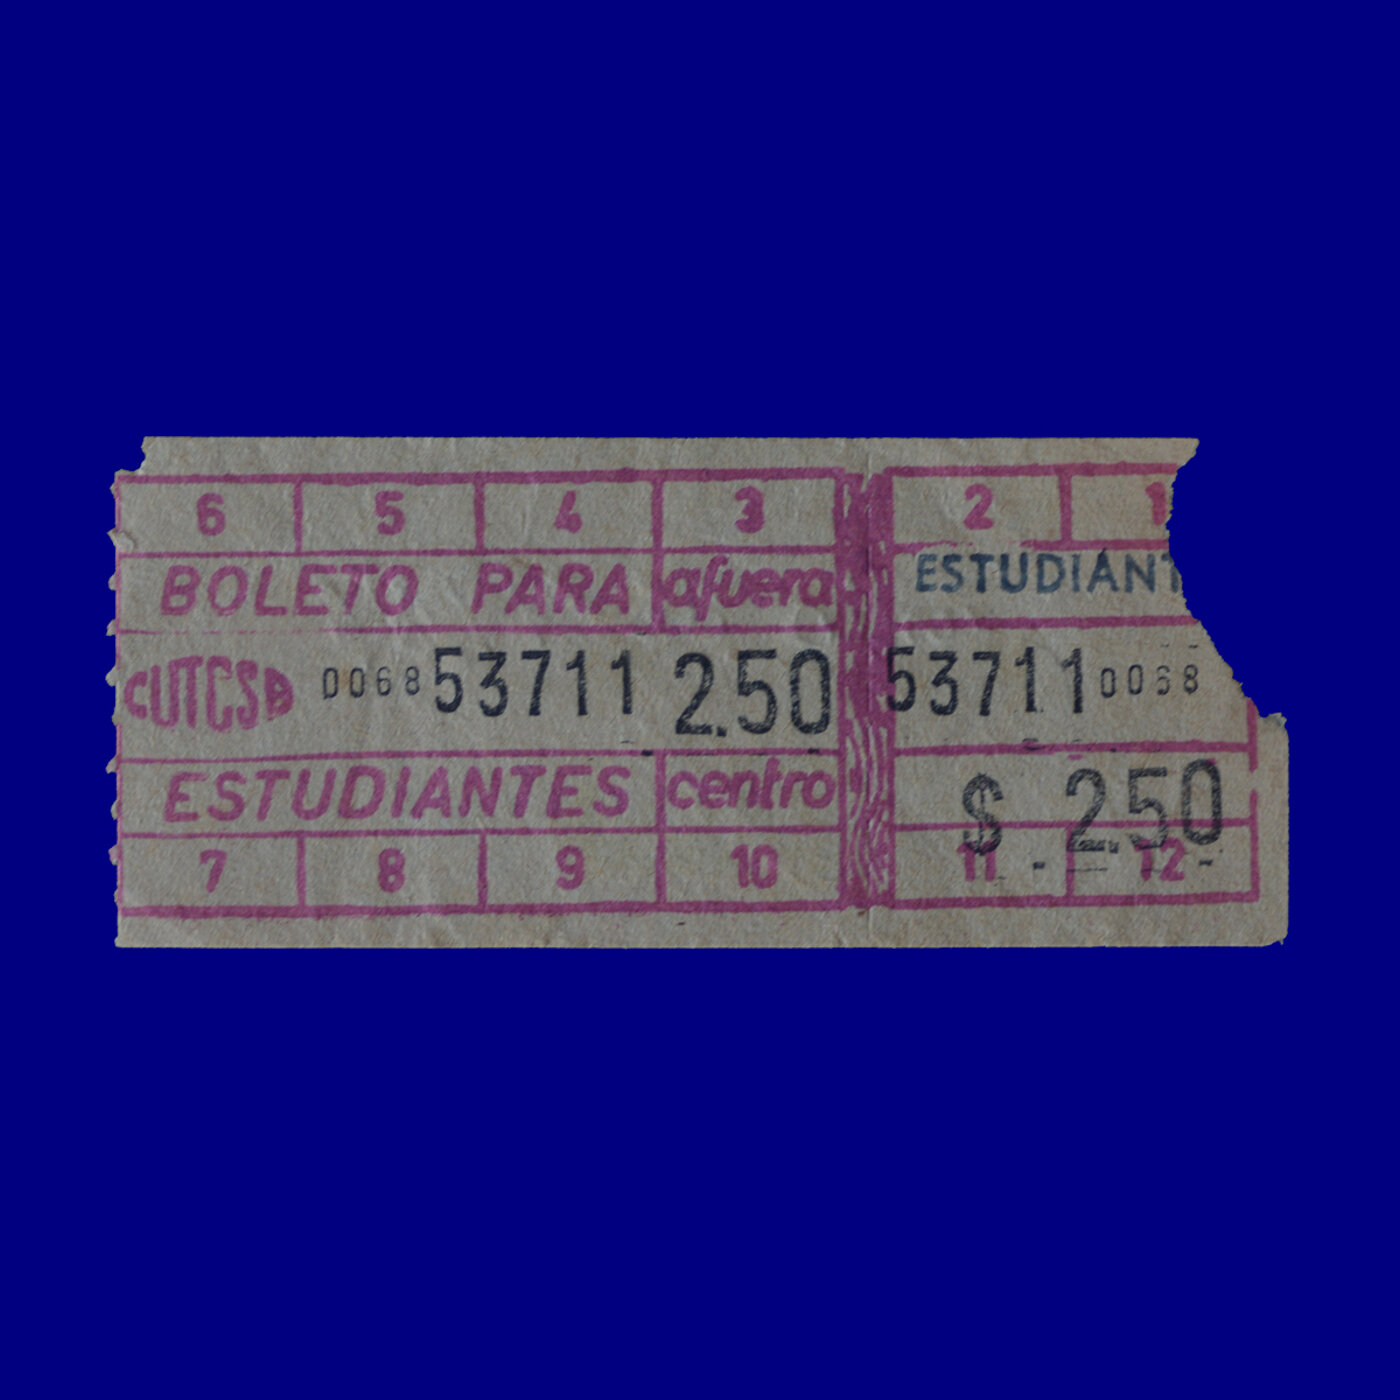 6 5 4 3 2 1
BOLETO PARA afuera ESTUDIANT
CUTCSA 0068 53711 2.50 53711 0068
ESTUDIANTES centro $ 2.50
7 8 9 10 11 12